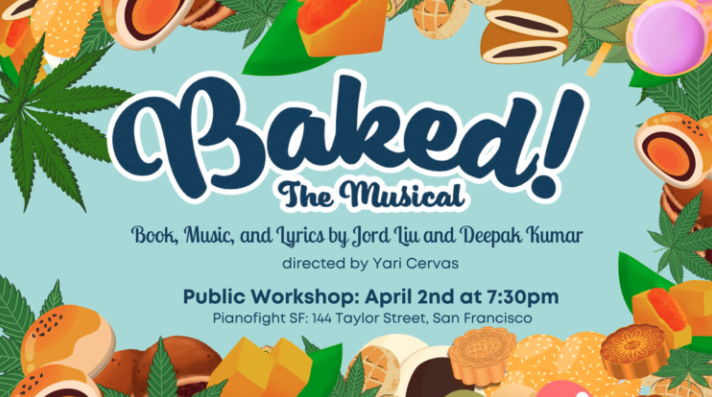 Baked!
The Musical
Book, Music, and Lyrics by Jord Liu and Deepak Kumar
directed by Yari Cervas
Public Workshop: April 2nd at 7:30pm
Pianofight SF: 144 Taylor Street, San Francisco